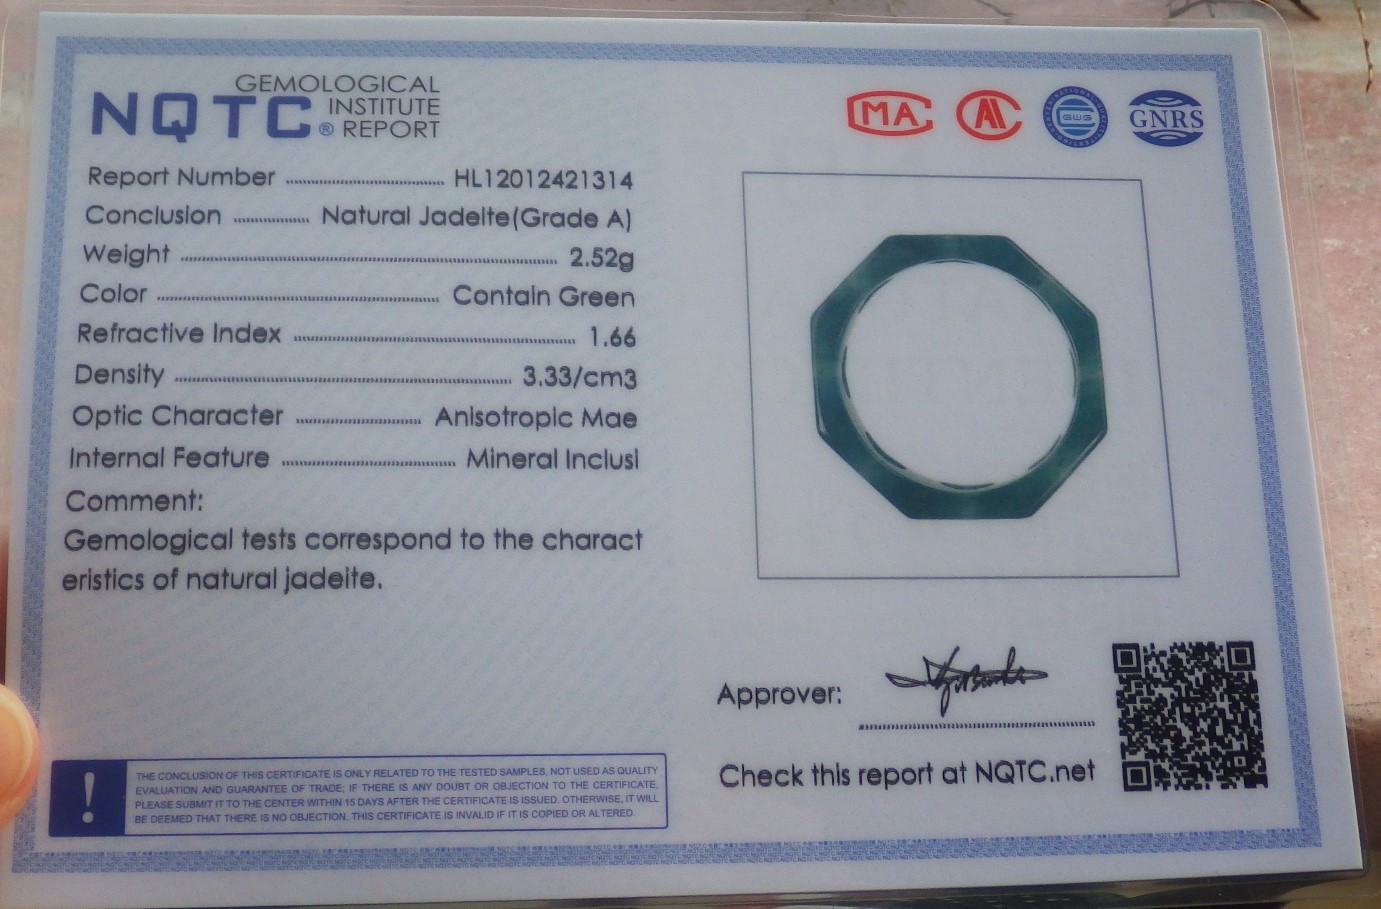 GEMOLOGICAL
NQTC INSTITUTE
® REPORT
MA
GWG
GNRS
Report Number ........ HL12012421314
Conclusion ........ Natural Jadeite(Grade A)
Weight ........ 2.52g
Color ........ Contain Green
Refractive Index ........ 1.66
Density ........ 3.33/cm3
Optic Character ........ Anisotropic Mae
Internal Feature ........ Mineral Inclusi
Comment:
Gemological tests correspond to the charact
eristics of natural jadeite.
Approver:
Check this report at NQTC.net
!
THE CONCLUSION OF THIS CERTIFICATE IS ONLY RELATED TO THE TESTED SAMPLES, NOT USED AS QUALITY
EVALUATION AND GUARANTEE OF TRADE; IF THERE IS ANY DOUBT OR OBJECTION TO THE CERTIFICATE,
PLEASE SUBMIT IT TO THE CENTER WITHIN 15 DAYS AFTER THE CERTIFICATE IS ISSUED. OTHERWISE, IT WILL
BE DEEMED THAT THERE IS NO OBJECTION. THIS CERTIFICATE IS INVALID IF IT IS COPIED OR ALTERED.